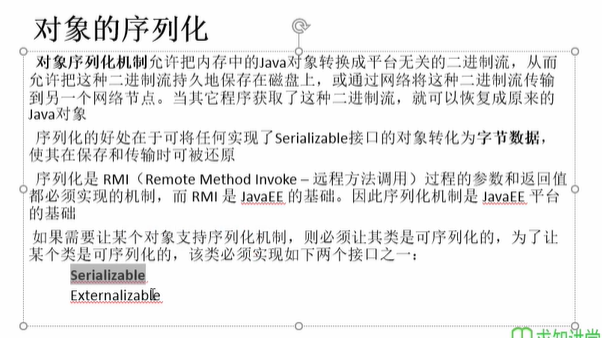 对象的序列化
对象序列化机制允许把内存中的Java对象转换成平台无关的二进制流，从而
允许把这种二进制流持久地保存在磁盘上，或通过网络将这种二进制流传输
到另一个网络节点。当其它程序获取了这种二进制流，就可以恢复成原来的
Java对象
序列化的好处在于可将任何实现了Serializable接口的对象转化为字节数据，
使其在保存和传输时可被还原
序列化是 RMI（Remote Method Invoke – 远程方法调用）过程的参数和返回值
都必须实现的机制，而 RMI 是 JavaEE 的基础。因此序列化机制是 JavaEE 平台
的基础
如果需要让某个对象支持序列化机制，则必须让其类是可序列化的，为了让
某个类是可序列化的，该类必须实现如下两个接口之一：
Serializable
Externalizable
求知讲堂